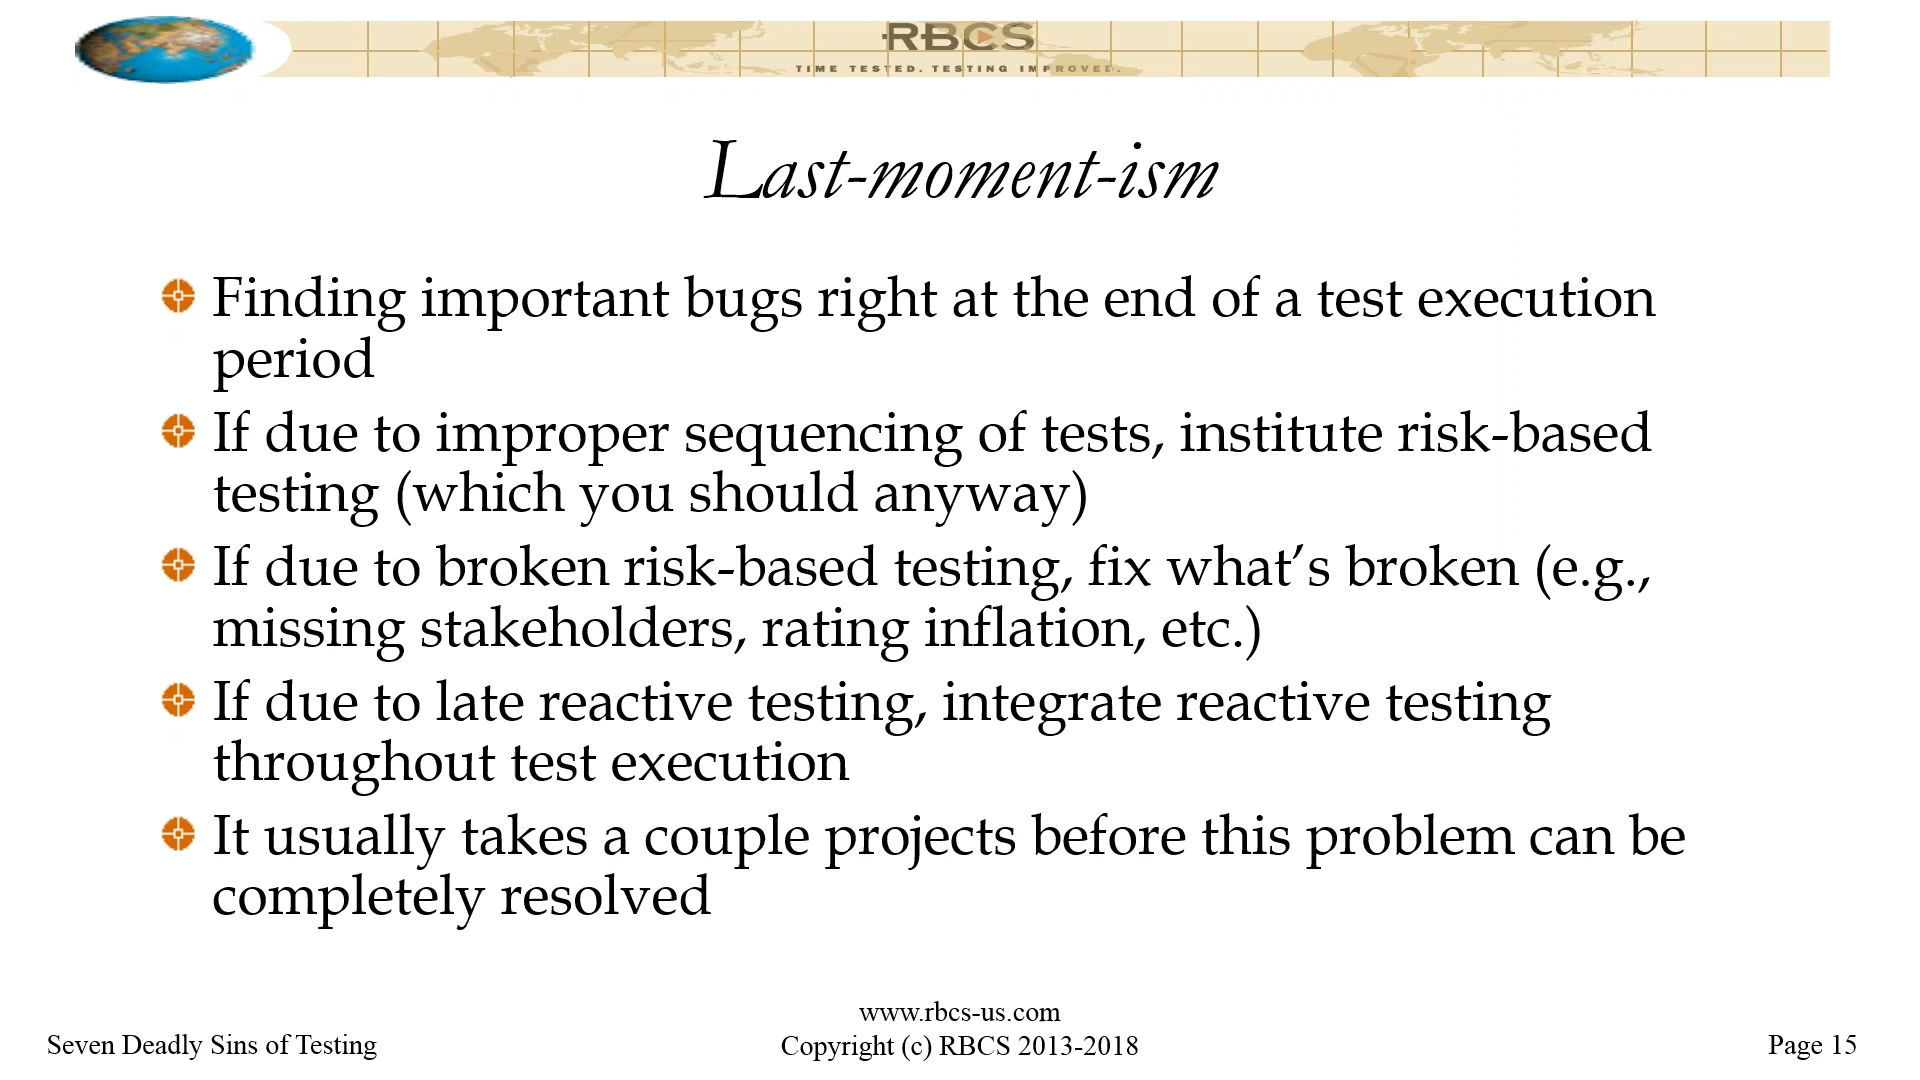 RBCS
TIME TESTED. TESTING IMPROVED.
Last-moment-ism
Finding important bugs right at the end of a test execution
period
If due to improper sequencing of tests, institute risk-based
testing (which you should anyway)
If due to broken risk-based testing, fix what’s broken (e.g.,
missing stakeholders, rating inflation, etc.)
If due to late reactive testing, integrate reactive testing
throughout test execution
It usually takes a couple projects before this problem can be
completely resolved
www.rbcs-us.com
Seven Deadly Sins of Testing
Copyright (c) RBCS 2013-2018
Page 15